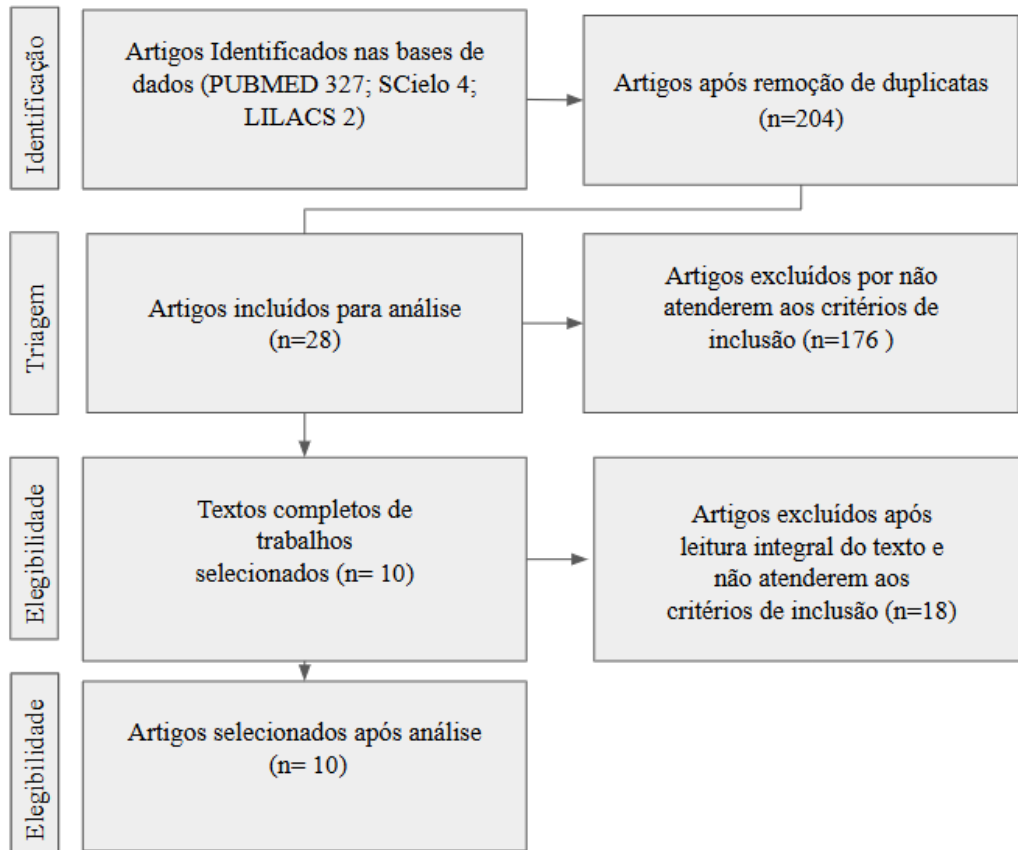 Identificação
Artigos Identificados nas bases de
dados (PUBMED 327; SCielo 4;
LILACS 2)
Artigos após remoção de duplicatas
(n=204)
Triagem
Artigos incluídos para análise
(n=28)
Artigos excluídos por não
atenderem aos critérios de
inclusão (n=176 )
Elegibilidade
Textos completos de
trabalhos
selecionados (n= 10)
Artigos excluídos após
leitura integral do texto e
não atenderem aos
critérios de inclusão (n=18)
Elegibilidade
Artigos selecionados após análise
(n= 10)